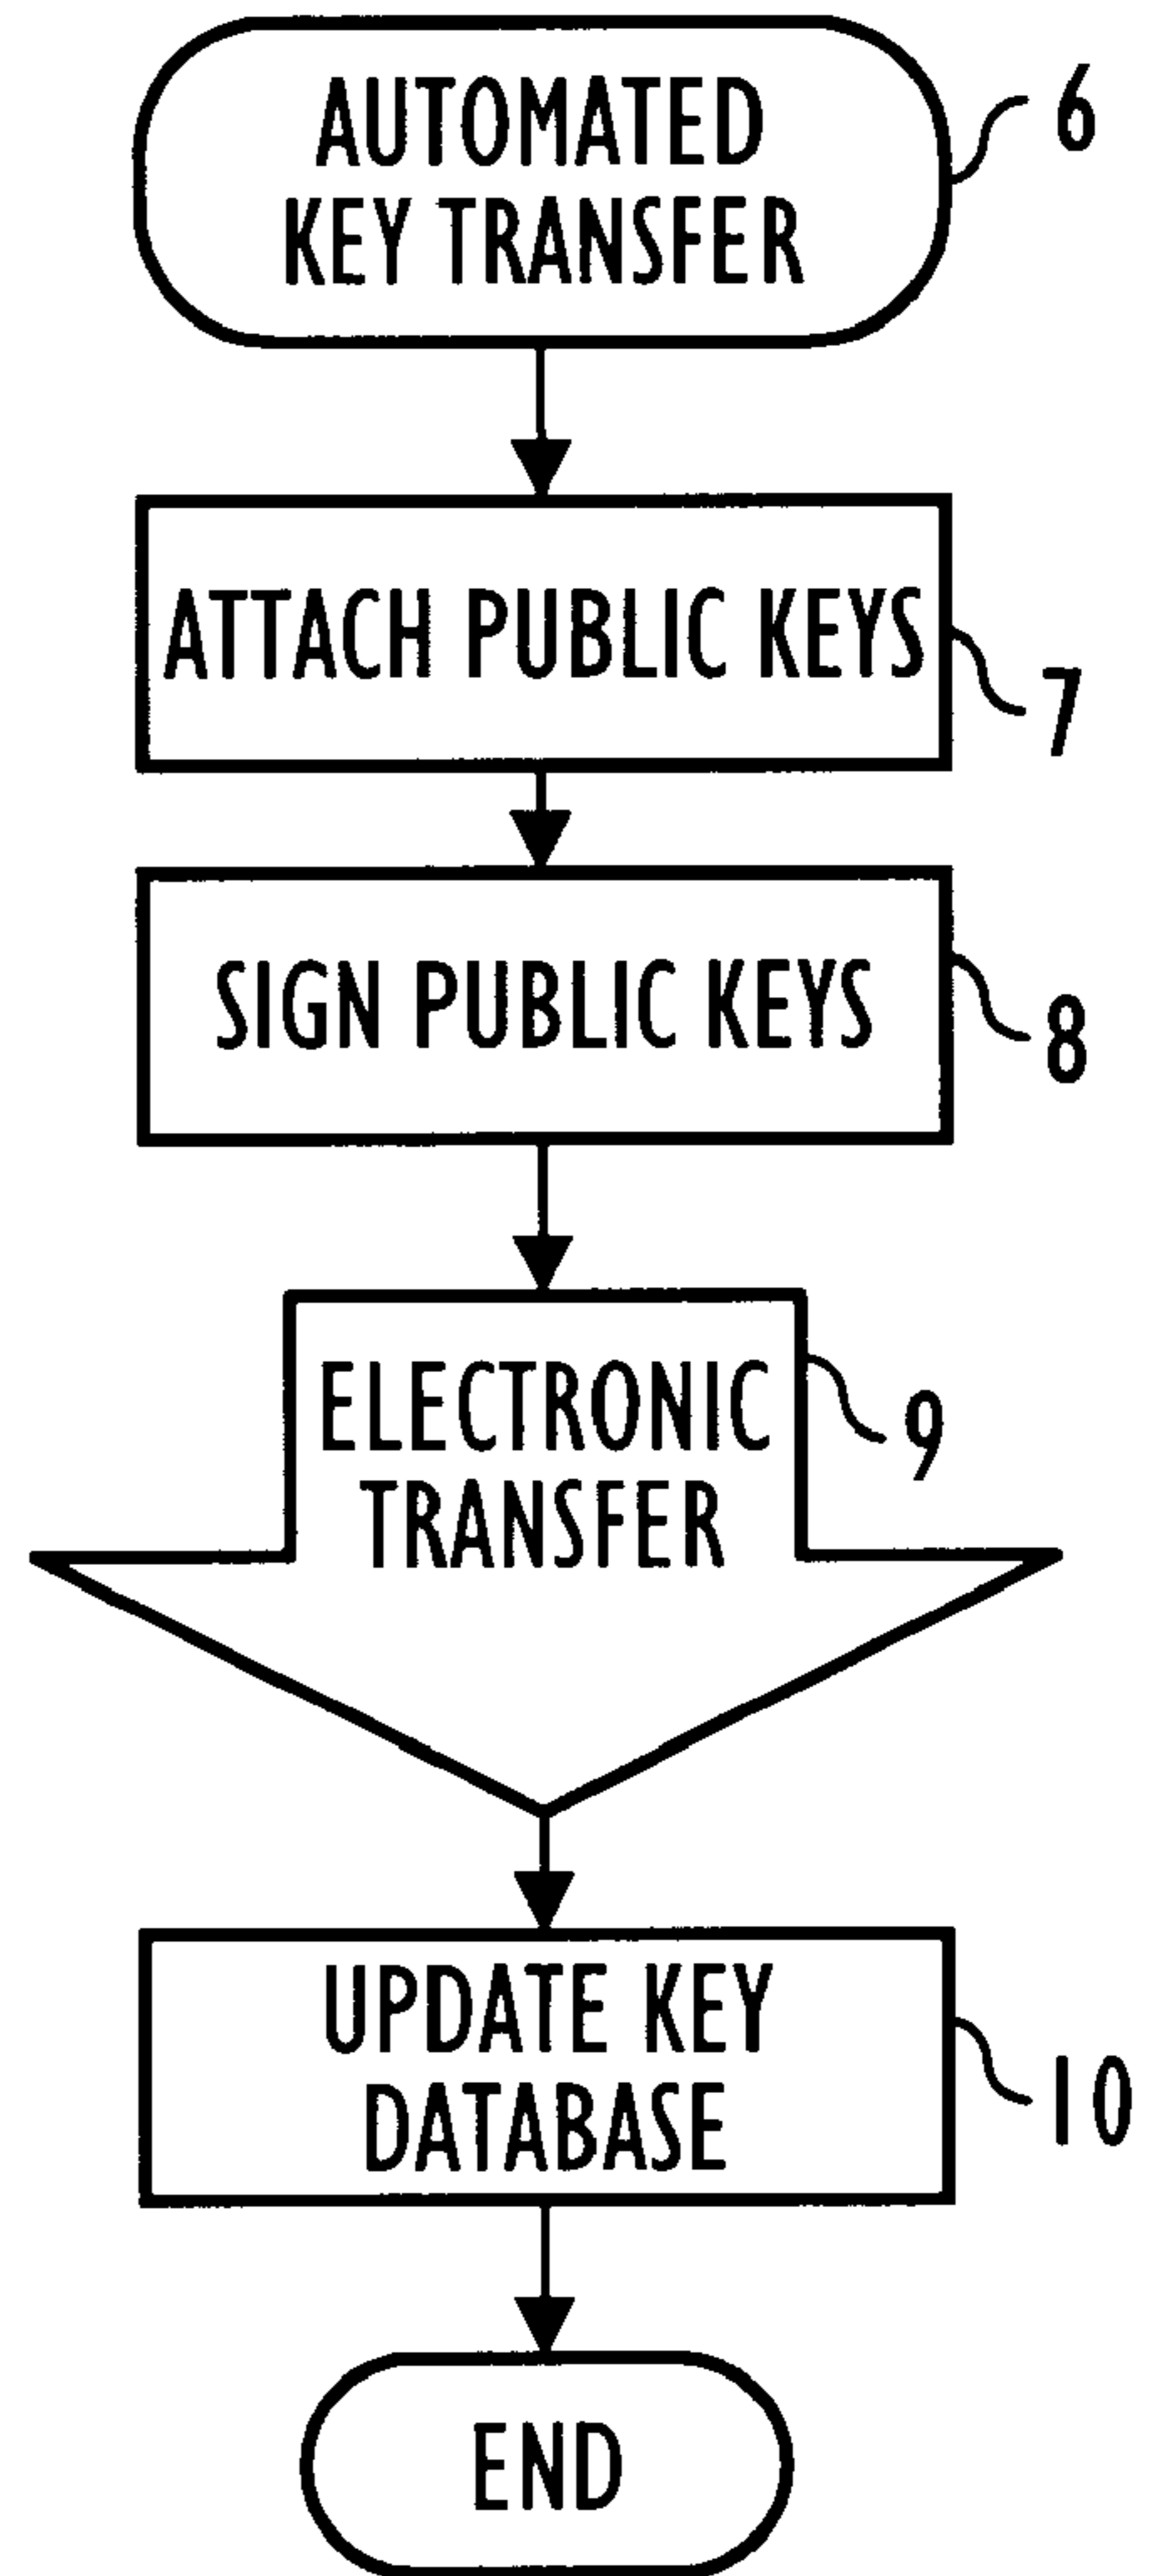 AUTOMATED
KEY TRANSFER
6
ATTACH PUBLIC KEYS
7
SIGN PUBLIC KEYS
8
ELECTRONIC
TRANSFER
9
UPDATE KEY
DATABASE
10
END